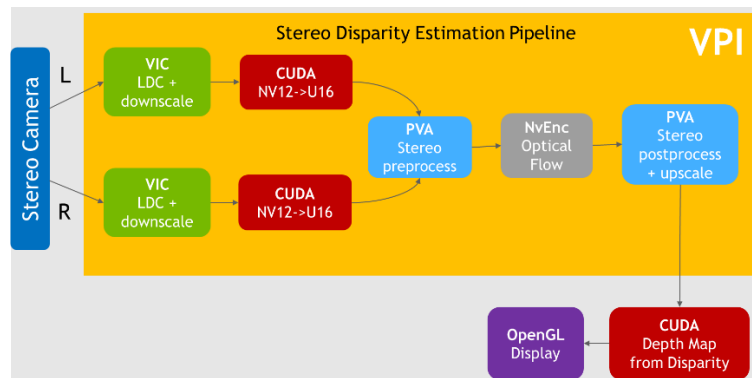 Stereo Disparity Estimation Pipeline
VPI
Stereo Camera
L
R
VIC
LDC +
downscale
CUDA
NV12->U16
VIC
LDC +
downscale
CUDA
NV12->U16
PVA
Stereo
preprocess
NvEnc
Optical
Flow
PVA
Stereo
postprocess
+ upscale
CUDA
Depth Map
from Disparity
OpenGL
Display